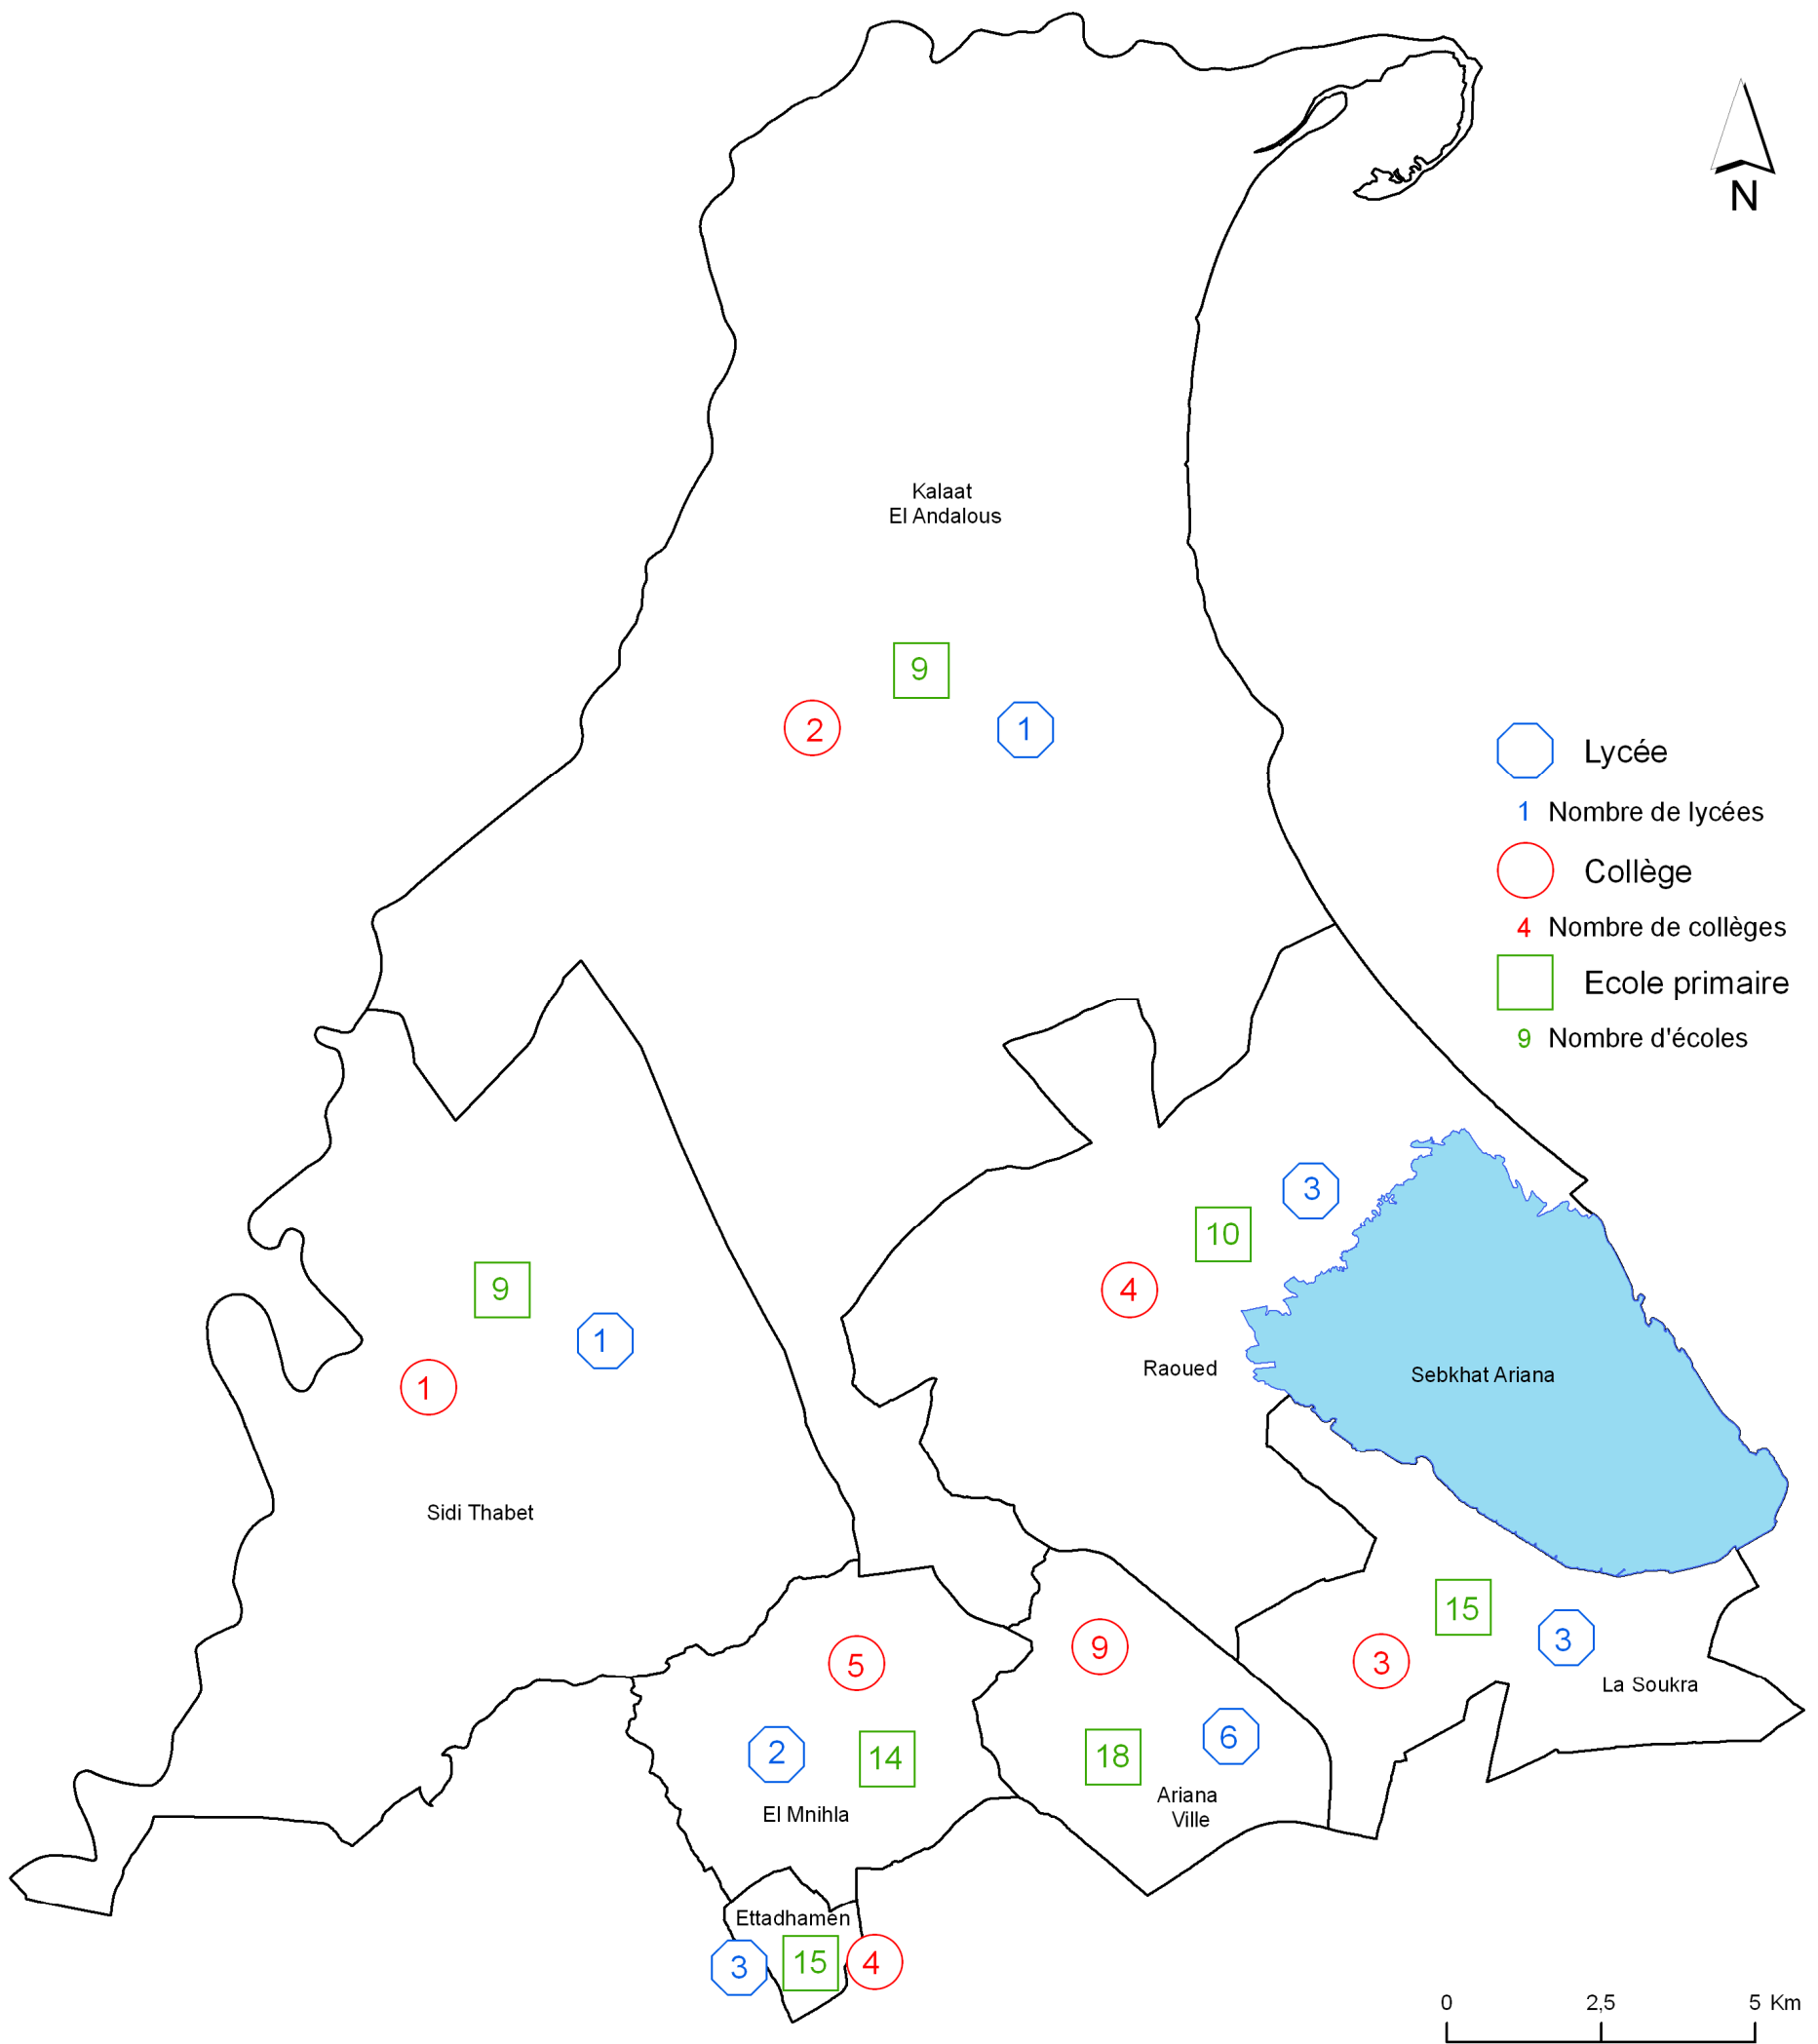 N
Kalaat
El Andalous
9
2
1
Lycée
1 Nombre de lycées
Collège
4 Nombre de collèges
Ecole primaire
9 Nombre d'écoles
3
10
4
Raoued
Sebkhat Ariana
9
1
1
Sidi Thabet
15
3
3
La Soukra
5
2
14
El Mnihla
9
6
18
Ariana
Ville
Ettadhamen
3
15
4
0 2,5 5 Km